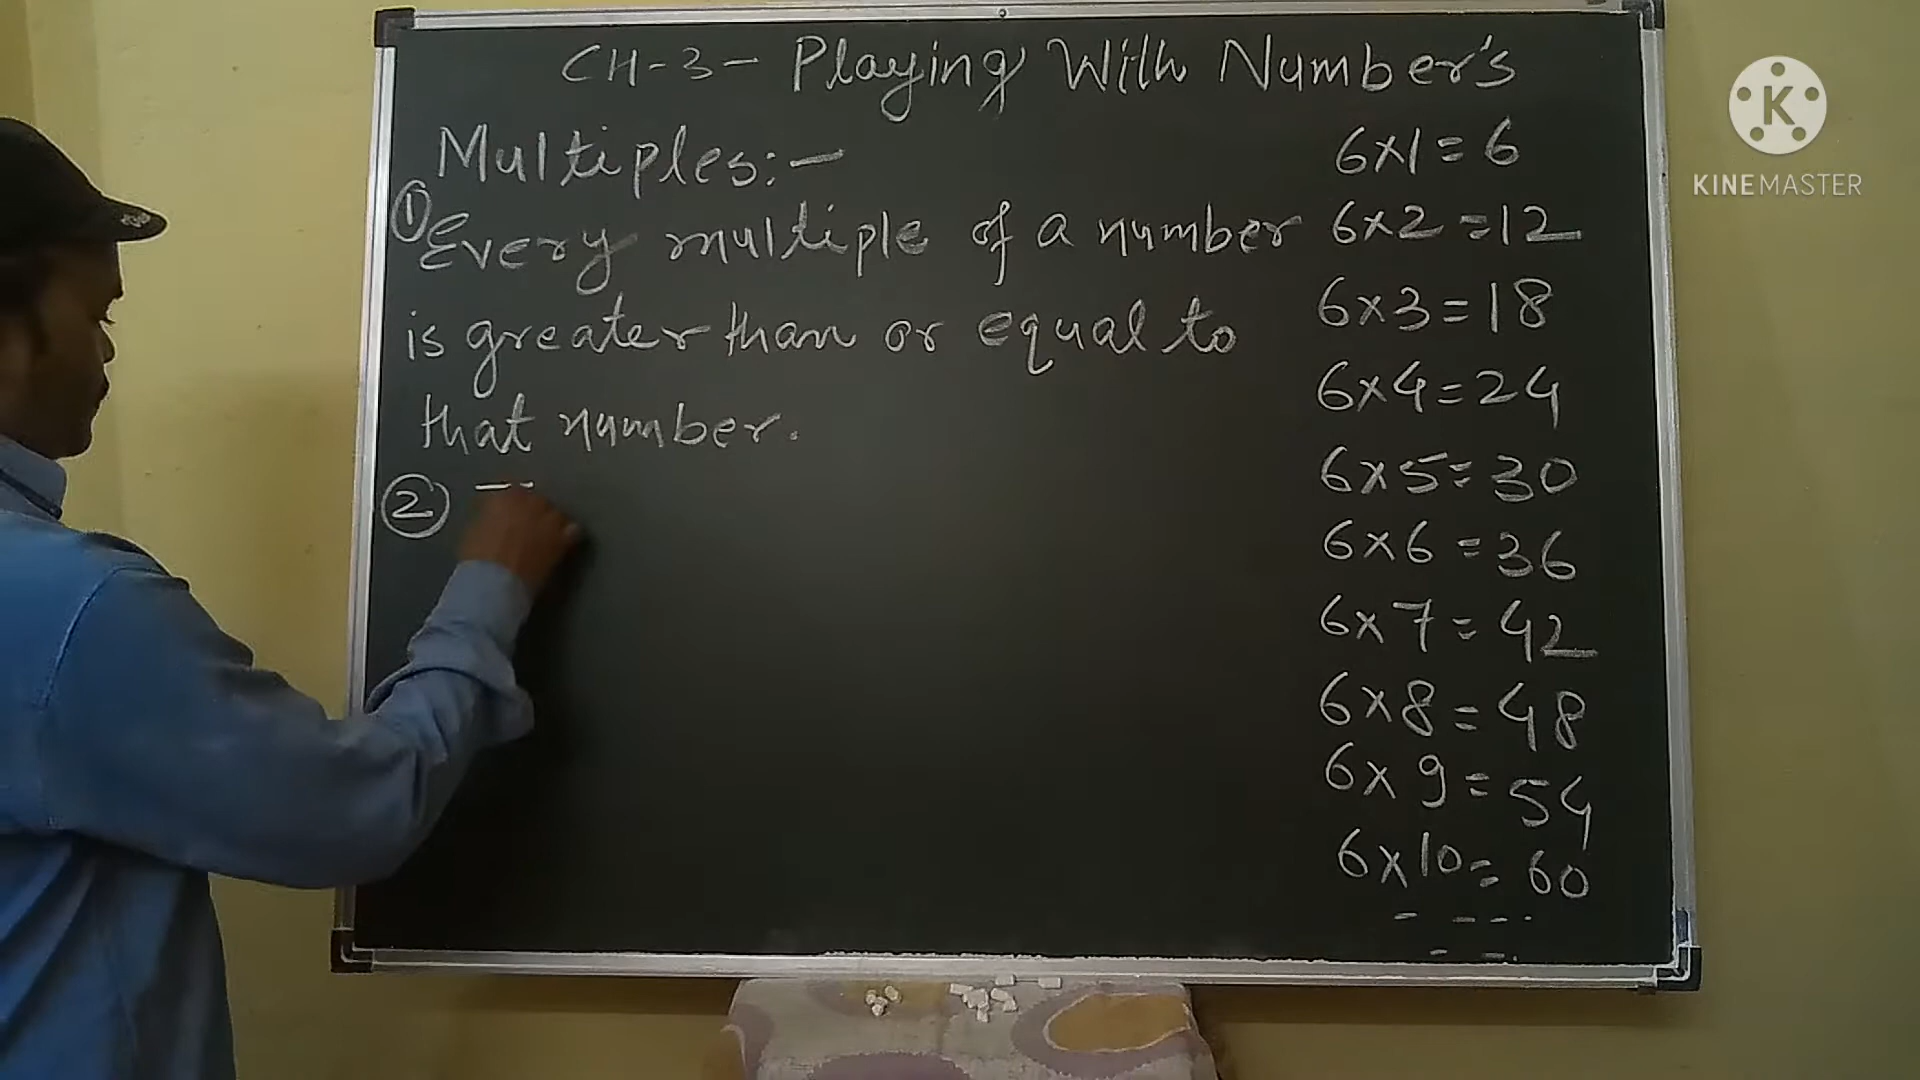 CH-3- Playing With Number's
Multiples:-
① Every multiple of a number
is greater than or equal to
that number.
②
6×1=6
6×2=12
6×3=18
6×4=24
6×5=30
6×6=36
6×7=42
6×8=48
6×9=54
6×10=60
K
KINEMASTER